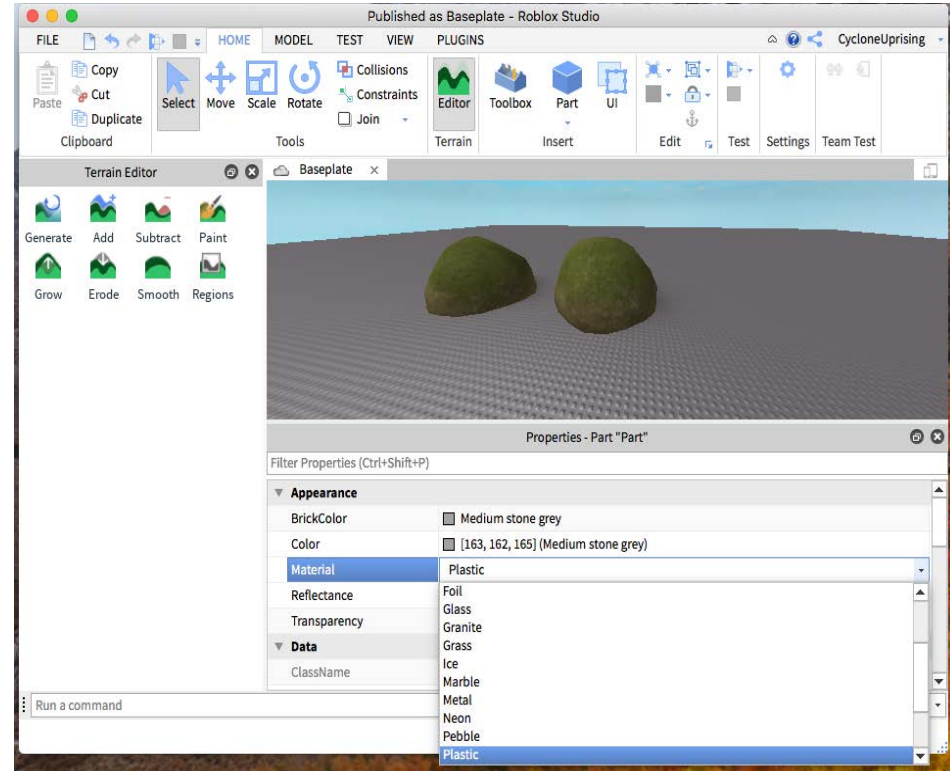 Published as Baseplate - Roblox Studio
FILE HOME MODEL TEST VIEW PLUGINS CycloneUprising
Paste
Copy
Cut
Duplicate
Select Move Scale Rotate
Collisions
Constraints
Join
Editor Toolbox Part UI
Clipboard Tools Terrain Insert Edit Test Settings Team Test
Terrain Editor
Baseplate
Generate Add Subtract Paint
Grow Erode Smooth Regions
Properties - Part "Part"
Filter Properties (Ctrl+Shift+P)
Appearance
BrickColor Medium stone grey
Color [163, 162, 165] (Medium stone grey)
Material Plastic
Reflectance
Transparency
Data
ClassName
Foil
Glass
Granite
Grass
Ice
Marble
Metal
Neon
Pebble
Plastic
Run a command